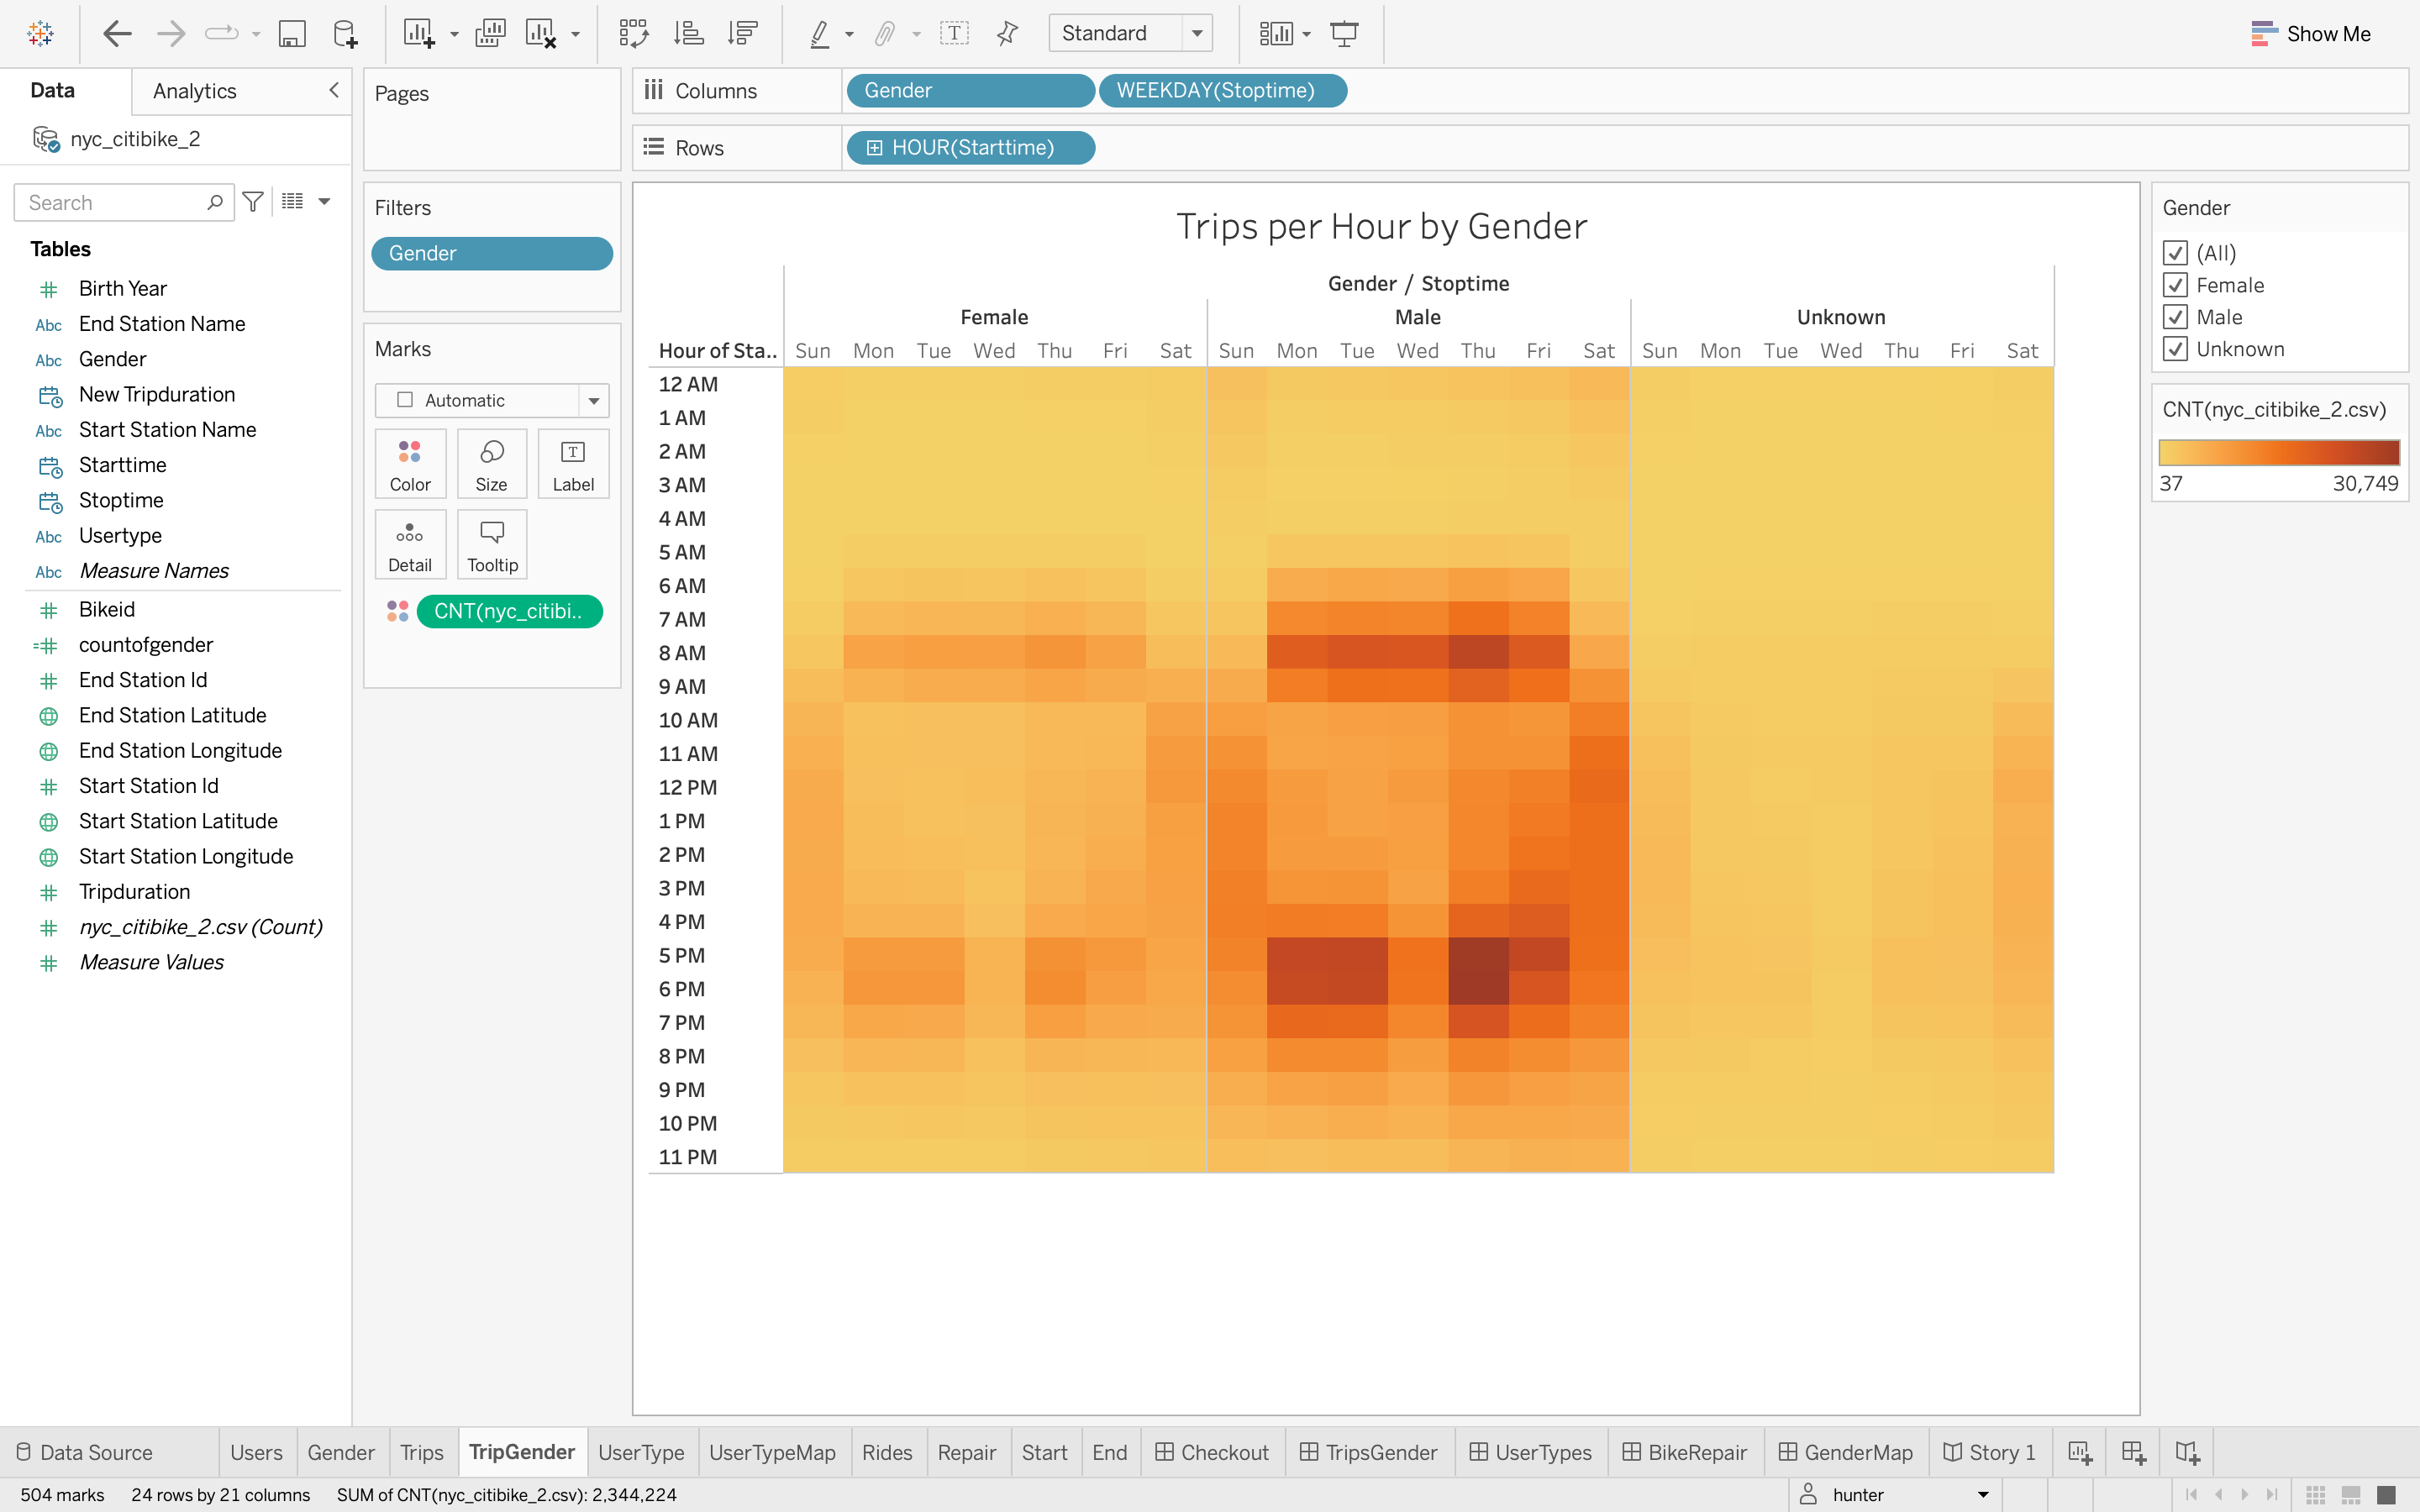 Standard
Show Me
Data
Analytics
nyc_citibike_2
Search
Tables
Birth Year
Abc End Station Name
Abc Gender
New Tripduration
Abc Start Station Name
Starttime
Stoptime
Abc Usertype
Abc Measure Names
Bikeid
countofgender
End Station Id
End Station Latitude
End Station Longitude
Start Station Id
Start Station Latitude
Start Station Longitude
Tripduration
nyc_citibike_2.csv (Count)
Measure Values
Pages
Filters
Gender
Marks
Automatic
Color Size Label
Detail Tooltip
CNT(nyc_citibi..
Columns Gender WEEKDAY(Stoptime)
Rows HOUR(Starttime)
Trips per Hour by Gender
Gender / Stoptime
Female Male Unknown
Hour of Sta.. Sun Mon Tue Wed Thu Fri Sat Sun Mon Tue Wed Thu Fri Sat Sun Mon Tue Wed Thu Fri Sat
12 AM
1 AM
2 AM
3 AM
4 AM
5 AM
6 AM
7 AM
8 AM
9 AM
10 AM
11 AM
12 PM
1 PM
2 PM
3 PM
4 PM
5 PM
6 PM
7 PM
8 PM
9 PM
10 PM
11 PM
Gender
(All)
Female
Male
Unknown
CNT(nyc_citibike_2.csv)
37 30,749
Data Source Users Gender Trips TripGender UserType UserTypeMap Rides Repair Start End Checkout TripsGender UserTypes BikeRepair GenderMap Story 1
504 marks 24 rows by 21 columns SUM of CNT(nyc_citibike_2.csv): 2,344,224 hunter